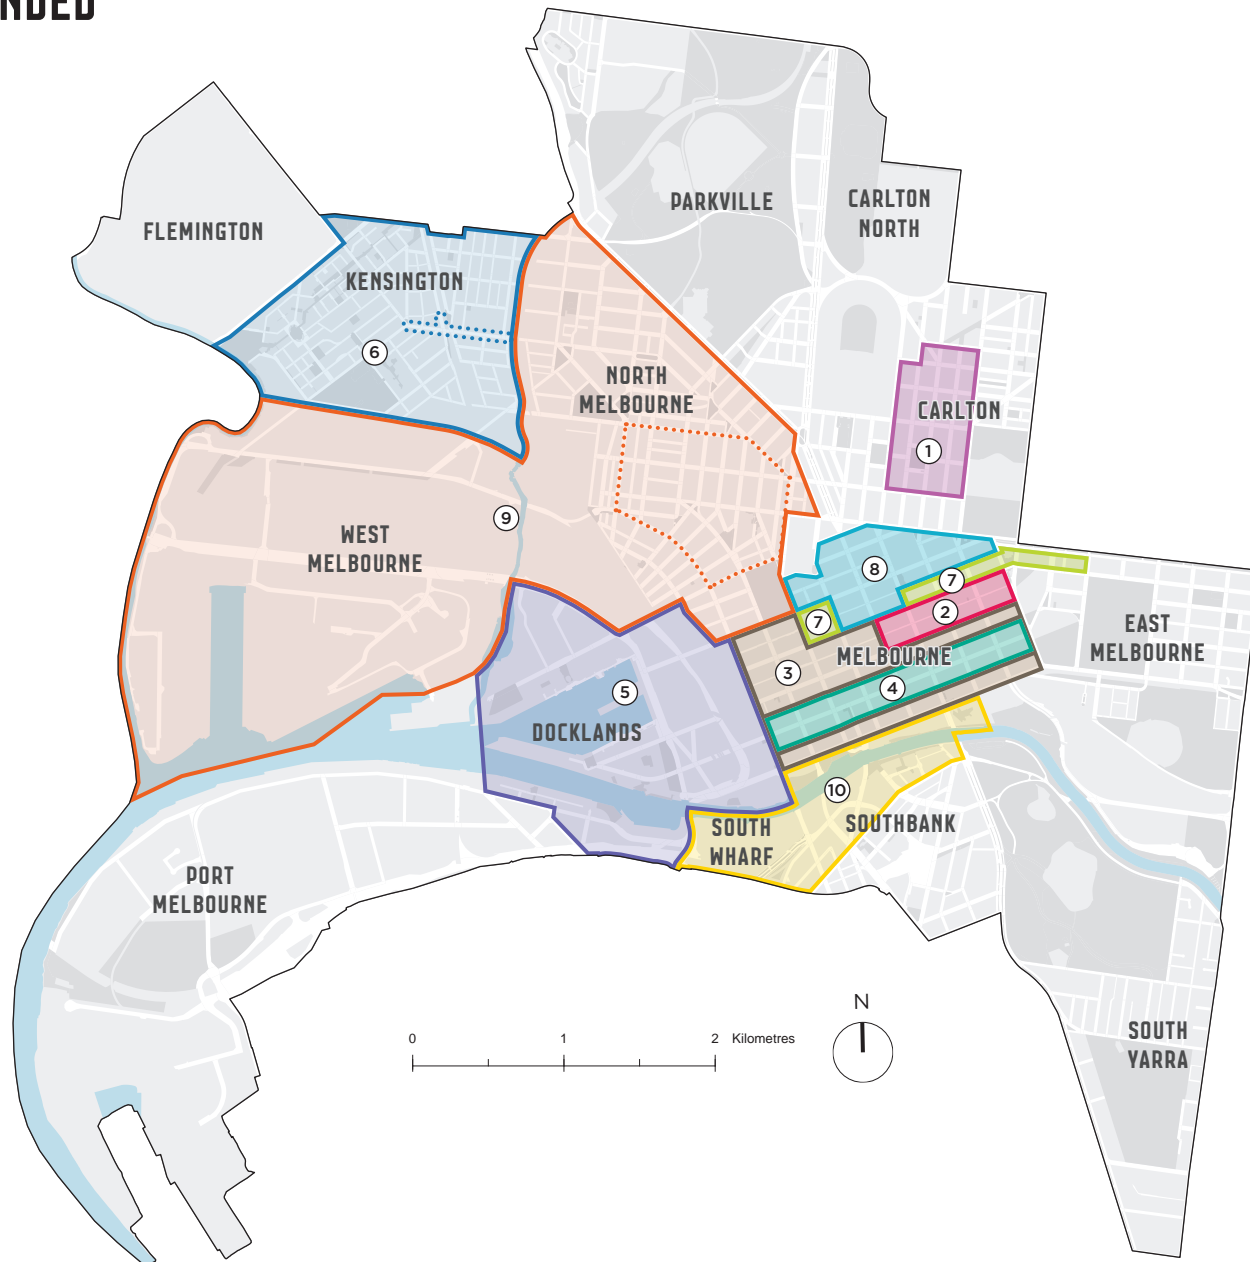 NDED
PARKVILLE
CARLTON
NORTH
FLEMINGTON
KENSINGTON
6
NORTH
MELBOURNE
CARLTON
1
9
WEST
MELBOURNE
8
7
2
7
EAST
MELBOURNE
MELBOURNE
3
4
5
DOCKLANDS
10
SOUTH
WHARF
SOUTHBANK
PORT
MELBOURNE
N
0 1 2 Kilometres
SOUTH
YARRA